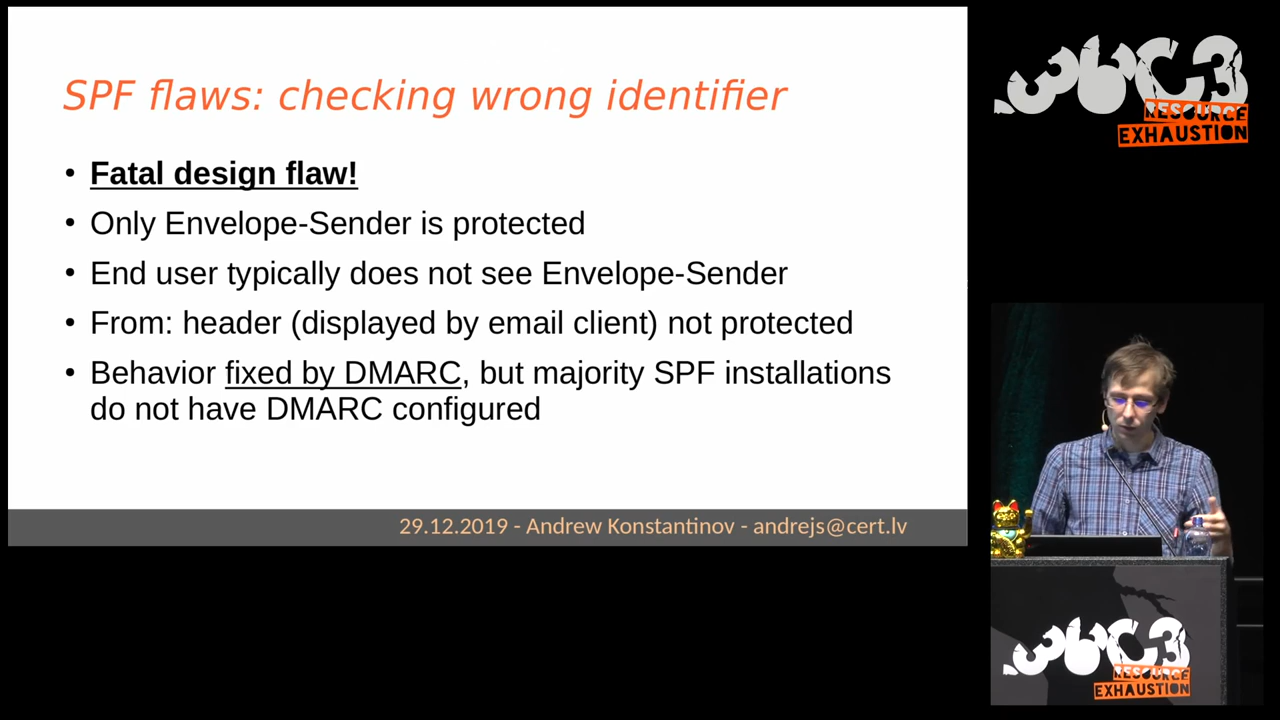 SPF flaws: checking wrong identifier
• Fatal design flaw!
• Only Envelope-Sender is protected
• End user typically does not see Envelope-Sender
• From: header (displayed by email client) not protected
• Behavior fixed by DMARC, but majority SPF installations
do not have DMARC configured
29.12.2019 - Andrew Konstantinov - andrejs@cert.lv
36C3
RESOURCE
EXHAUSTION
36C3
RESOURCE
EXHAUSTION